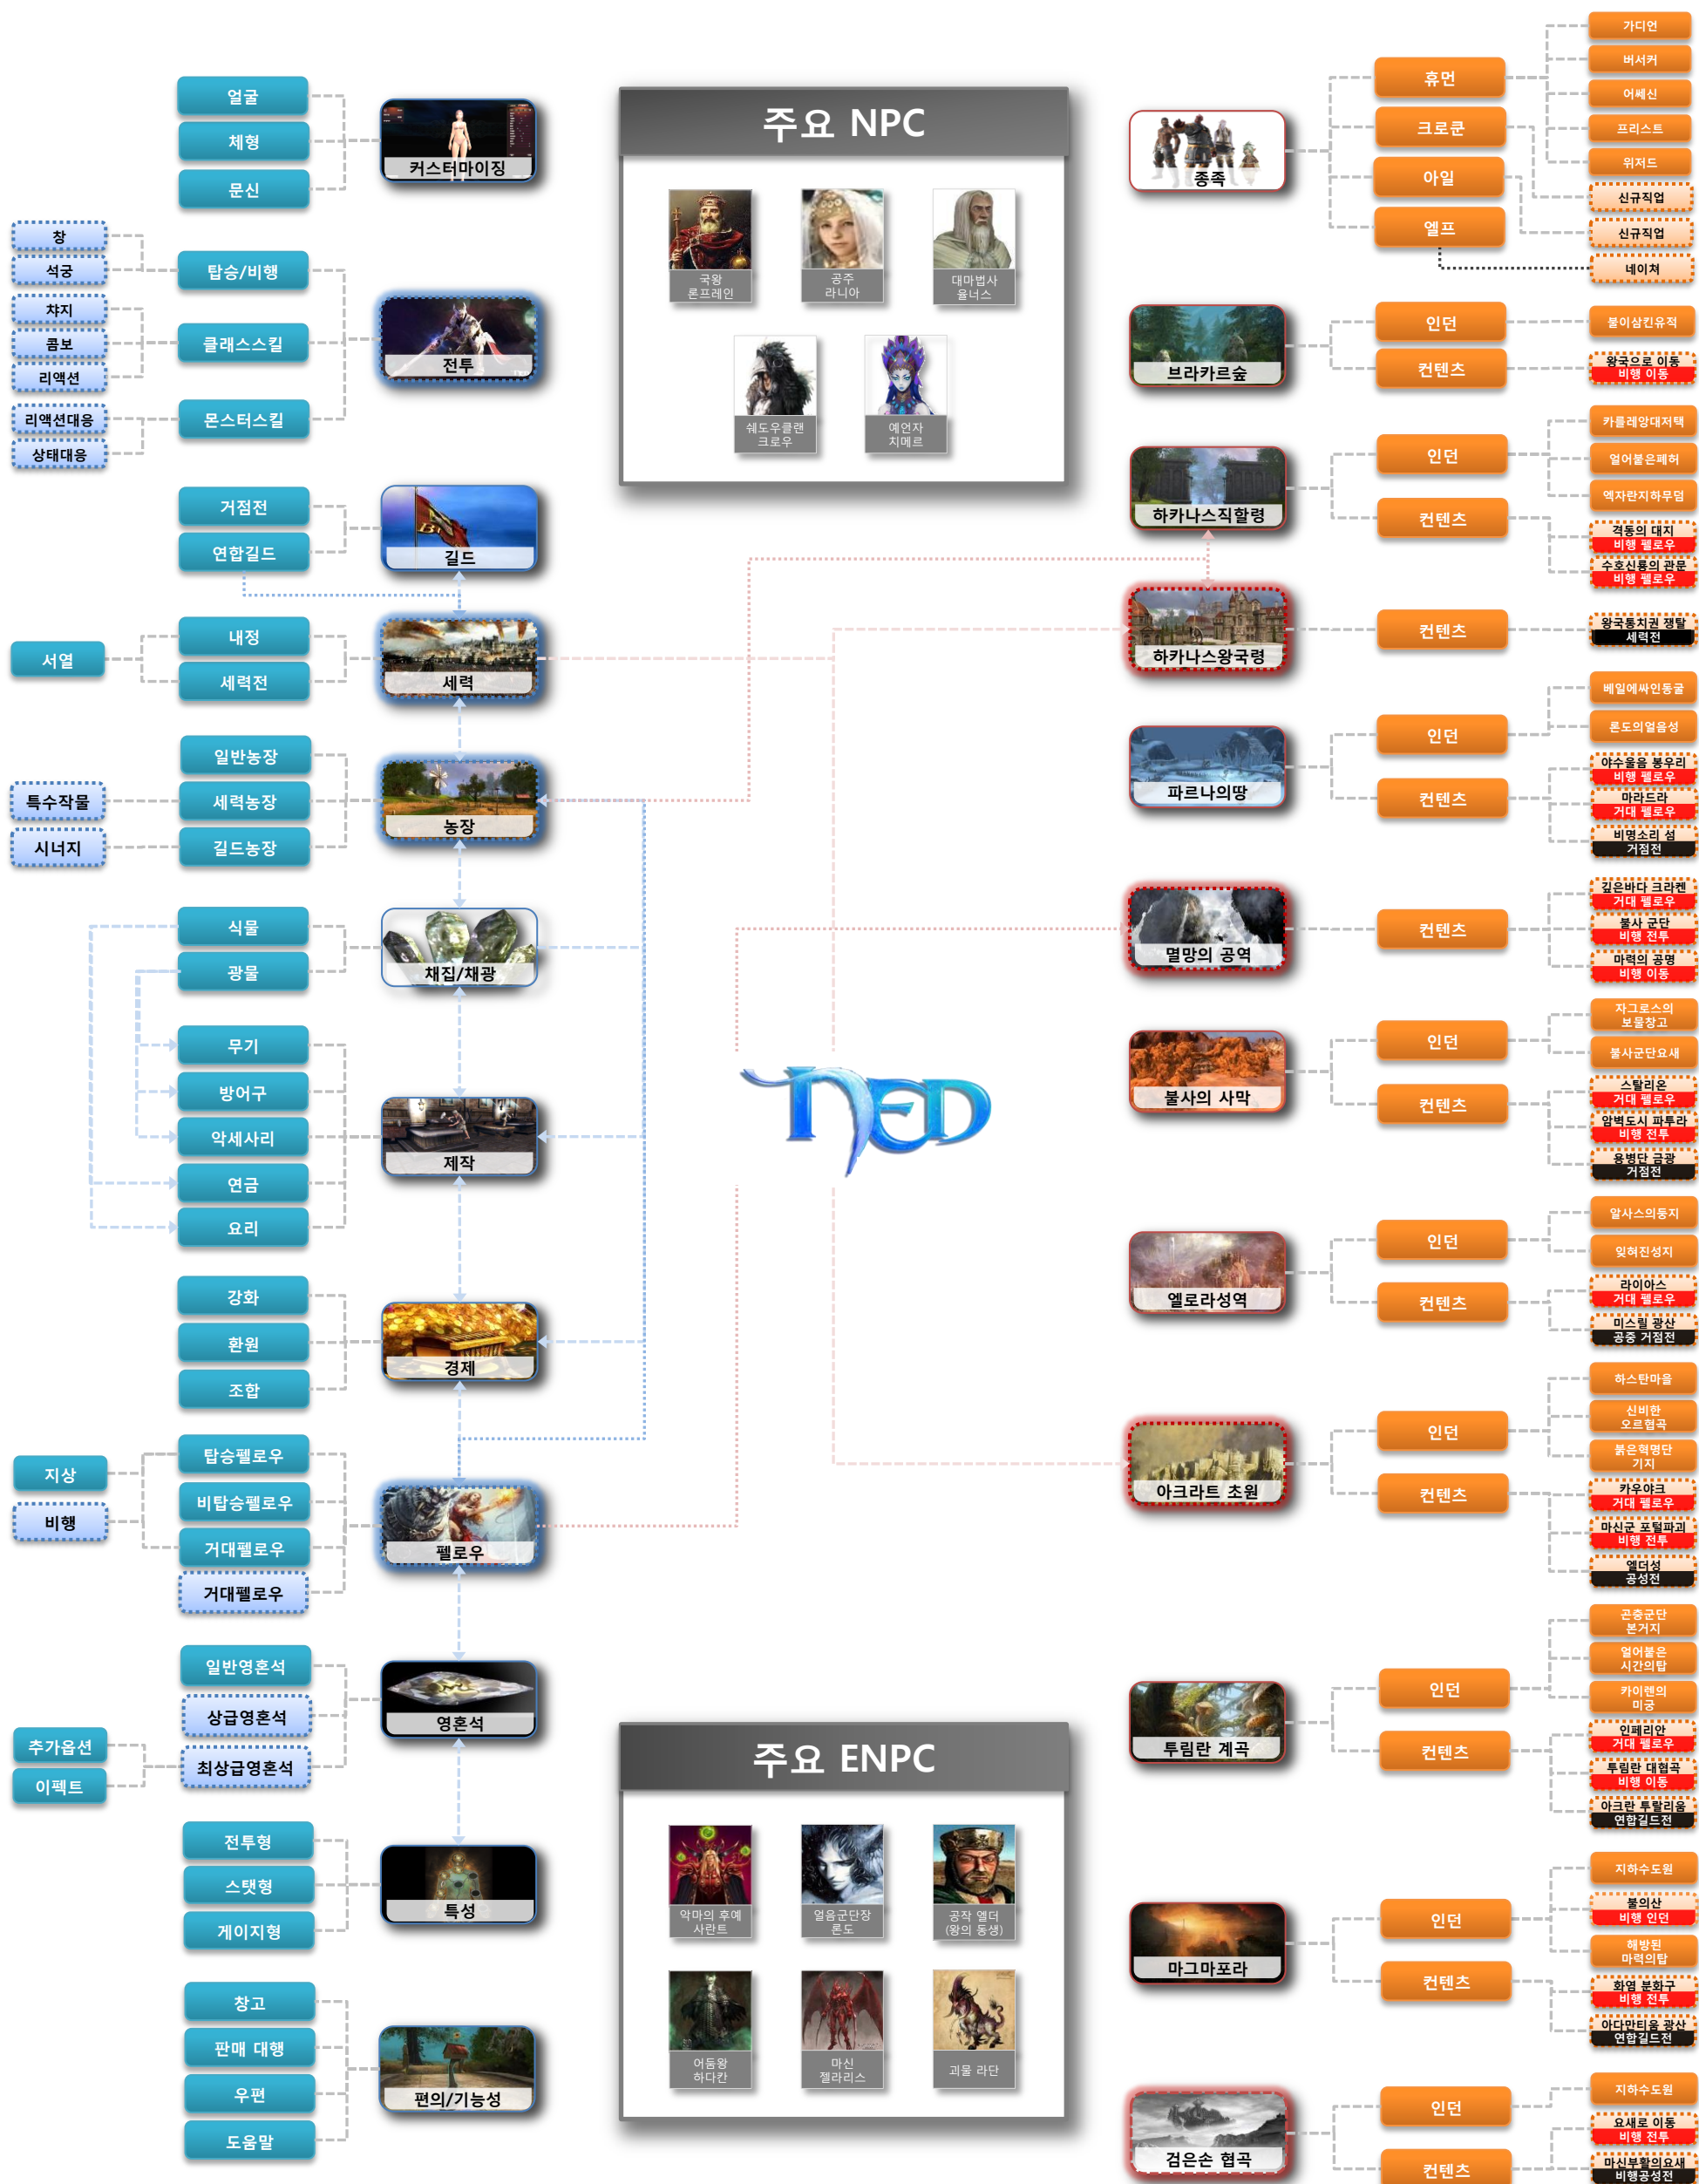 얼굴
체형
문신
커스터마이징
창
석궁
챠지
콤보
리액션
리액션대응
상태대응
탑승/비행
클래스스킬
몬스터스킬
전투
거점전
연합길드
길드
서열
내정
세력전
세력
특수작물
시너지
일반농장
세력농장
길드농장
농장
식물
광물
채집/채광
무기
방어구
악세사리
연금
요리
제작
강화
환원
조합
경제
지상
비행
탑승펠로우
비탑승펠로우
거대펠로우
거대펠로우
펠로우
추가옵션
이펙트
일반영혼석
상급영혼석
최상급영혼석
영혼석
전투형
스탯형
게이지형
특성
창고
판매 대행
우편
도움말
편의/기능성
주요 NPC
국왕
론프레인
공주
라니아
대마법사
율너스
쉐도우클랜
크로우
예언자
치메르
NED
주요 ENPC
악마의 후예
사란트
얼음군단장
론도
공작 엘더
(왕의 동생)
어둠왕
하다칸
마신
젤라리스
괴물 라단
종족
휴먼
크로쿤
아일
엘프
가디언
버서커
어쎄신
프리스트
위저드
신규직업
신규직업
네이쳐
브라카르숲
인던
컨텐츠
불이삼킨유적
왕국으로 이동
비행 이동
하카나스직할령
인던
컨텐츠
카를레앙대저택
얼어붙은폐허
엑자란지하무덤
격동의 대지
비행 펠로우
수호신룡의 관문
비행 펠로우
하카나스왕국령
컨텐츠
왕국통치권 쟁탈
세력전
파르나의땅
인던
컨텐츠
베일에싸인동굴
론도의얼음성
야수울음 봉우리
비행 펠로우
마라드라
거대 펠로우
비명소리 섬
거점전
멸망의 공역
컨텐츠
깊은바다 크라켄
거대 펠로우
불사 군단
비행 전투
마력의 공명
비행 이동
불사의 사막
인던
컨텐츠
자그로스의
보물창고
불사군단요새
스탈리온
거대 펠로우
암벽도시 파투라
비행 전투
용병단 금광
거점전
엘로라성역
인던
컨텐츠
알사스의둥지
잊혀진성지
라이아스
거대 펠로우
미스릴 광산
공중 거점전
아크라트 초원
인던
컨텐츠
하스탄마을
신비한
오르협곡
붉은혁명단
기지
카우야크
거대 펠로우
마신군 포털파괴
비행 전투
엘더성
공성전
투림란 계곡
인던
컨텐츠
곤충군단
본거지
얼어붙은
시간의탑
카이렌의
미궁
인페리안
거대 펠로우
투림란 대협곡
비행 이동
아크란 투랄리움
연합길드전
마그마포라
인던
컨텐츠
지하수도원
불의산
비행 인던
해방된
마력의탑
화염 분화구
비행 전투
아다만티움 광산
연합길드전
검은손 협곡
인던
컨텐츠
지하수도원
요새로 이동
비행 전투
마신부활의요새
비행공성전